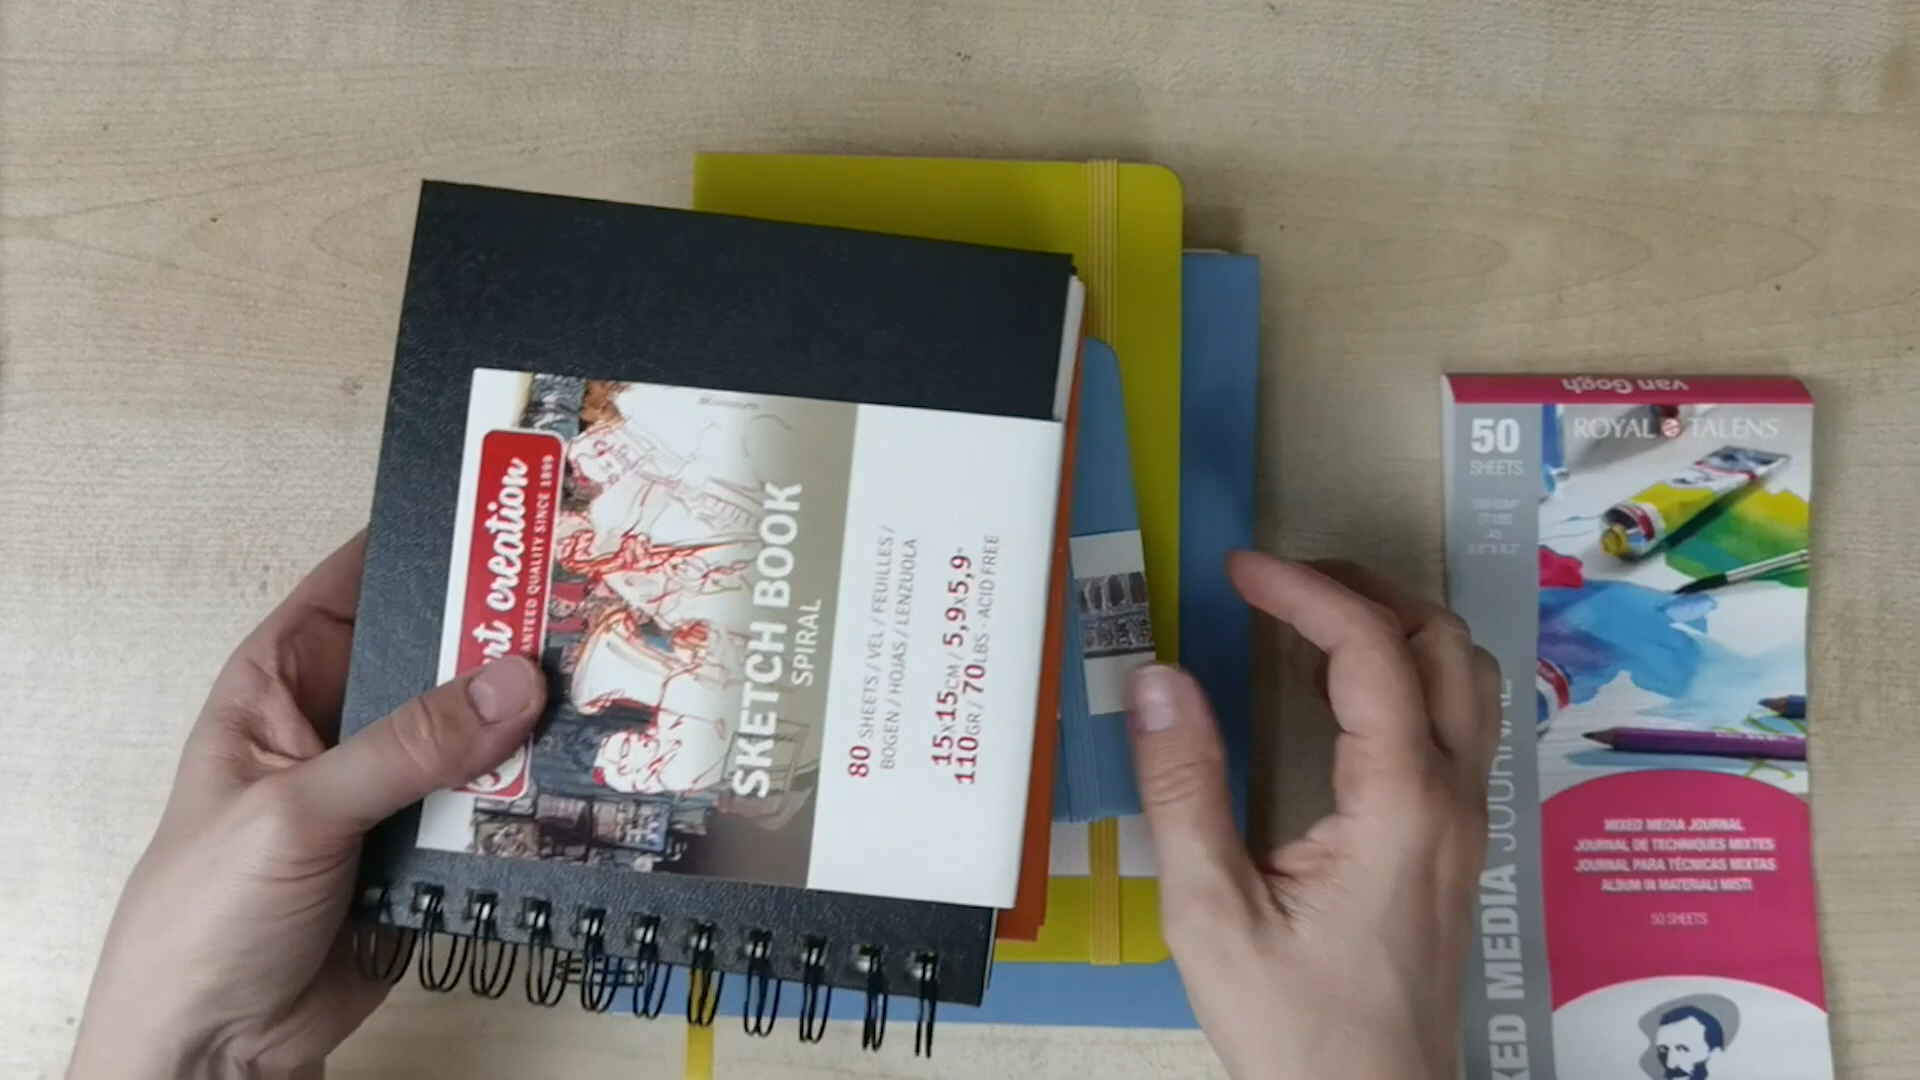 art creation
ANTEED QUALITY SINCE 1899
SKETCH BOOK
SPIRAL
80 SHEETS / VEL / FEUILLES /
BOGEN / HOJAS / LENZUOLA
15x15CM / 5,9x5,9"
110GR / 70LBS - ACID FREE
van Gogh
50
SHEETS
ROYAL TALENS
A5
MIXED MEDIA JOURNAL
MIXED MEDIA JOURNAL
JOURNAL DE TECHNIQUES MIXTES
JOURNAL PARA TÉCNICAS MIXTAS
ALBUM IN MATERIALI MISTI
50 SHEETS